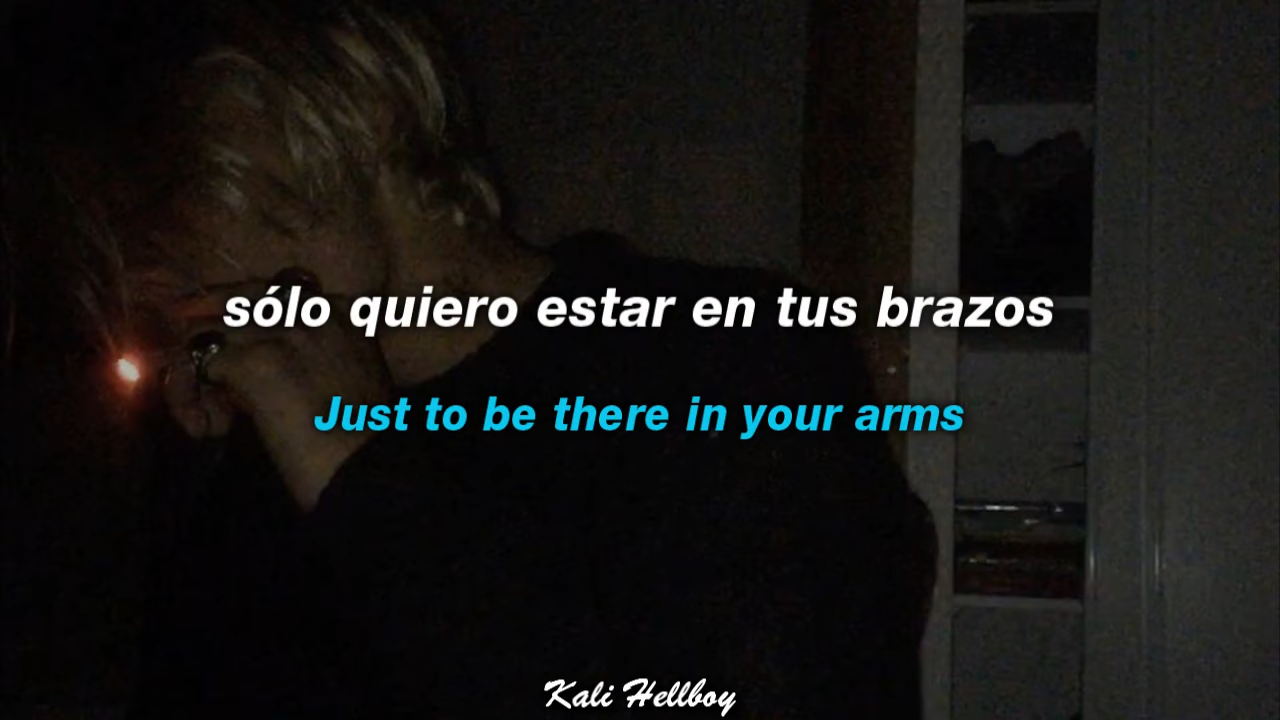 sólo quiero estar en tus brazos
Just to be there in your arms
Kali Hellboy